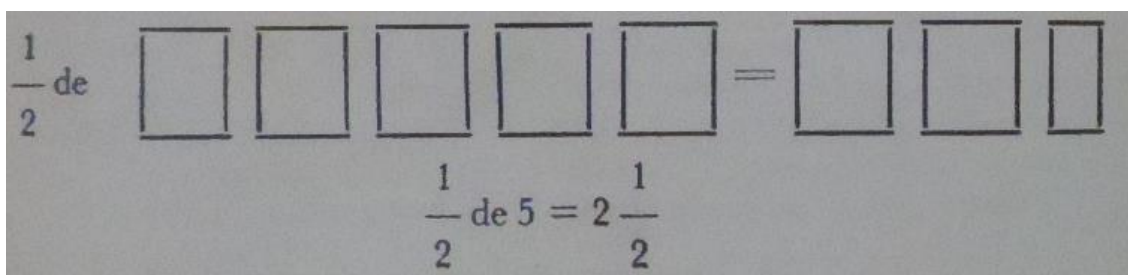 1/2 de =
1/2 de 5 = 2 1/2